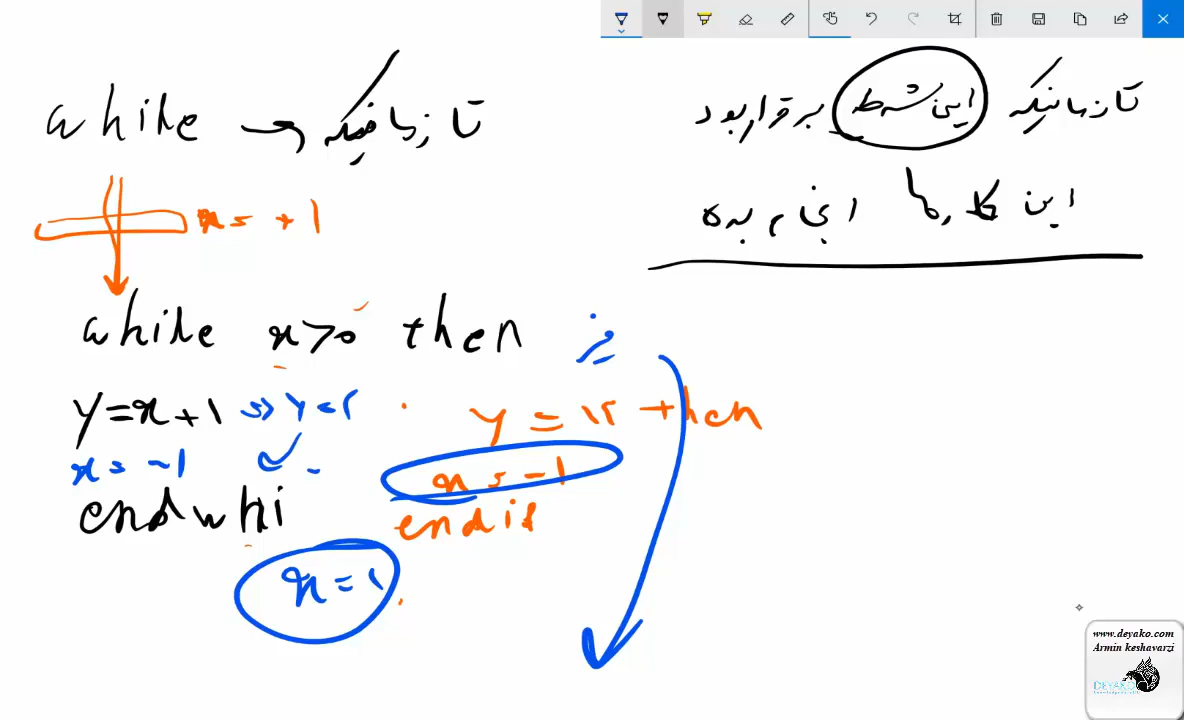 while → تا زمانیکه
تا زمانیکه این شرط برقرار بود
این کارها انجام بده
x = +1
while x>0 then
y=x+1 => y=2
y = 12 then
x = -1
x = -1
endwhi
endif
x=1
www.deyako.com
Armin keshavarzi
DEYAKO